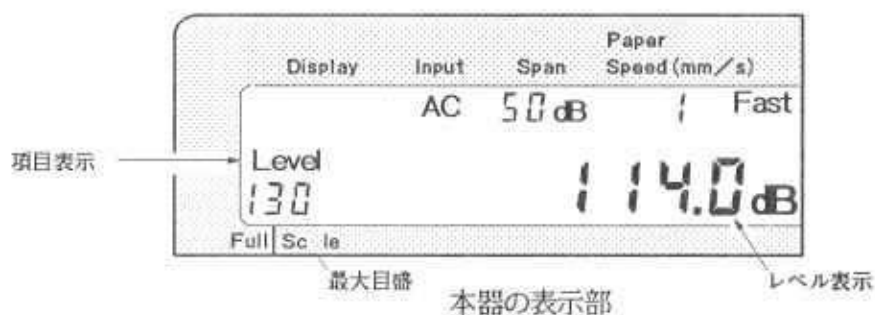 Paper
Display Input Span Speed (mm／s)
AC 50 dB 1 Fast
項目表示
Level
130 114.0 dB
Full Sc le
最大目盛
レベル表示
本器の表示部